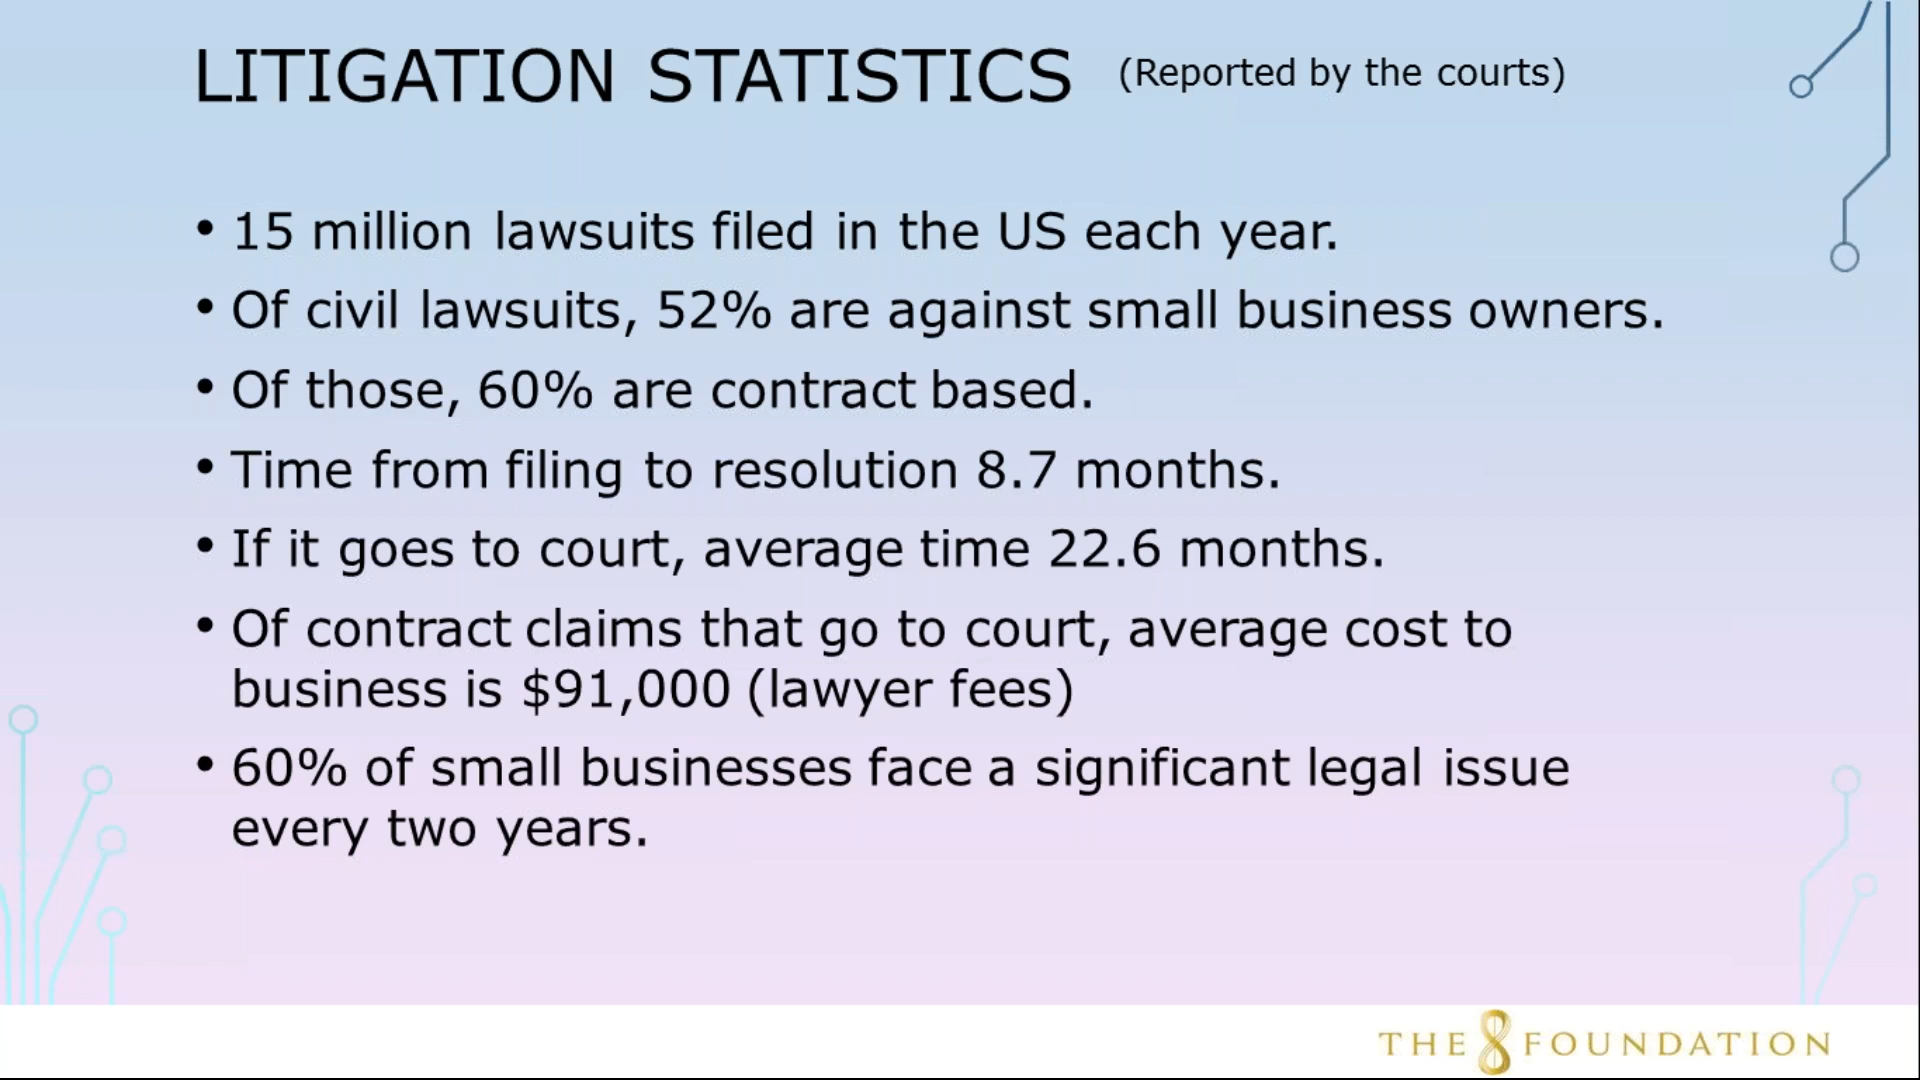 LITIGATION STATISTICS (Reported by the courts)
• 15 million lawsuits filed in the US each year.
• Of civil lawsuits, 52% are against small business owners.
• Of those, 60% are contract based.
• Time from filing to resolution 8.7 months.
• If it goes to court, average time 22.6 months.
• Of contract claims that go to court, average cost to
business is $91,000 (lawyer fees)
• 60% of small businesses face a significant legal issue
every two years.
THE 8 FOUNDATION